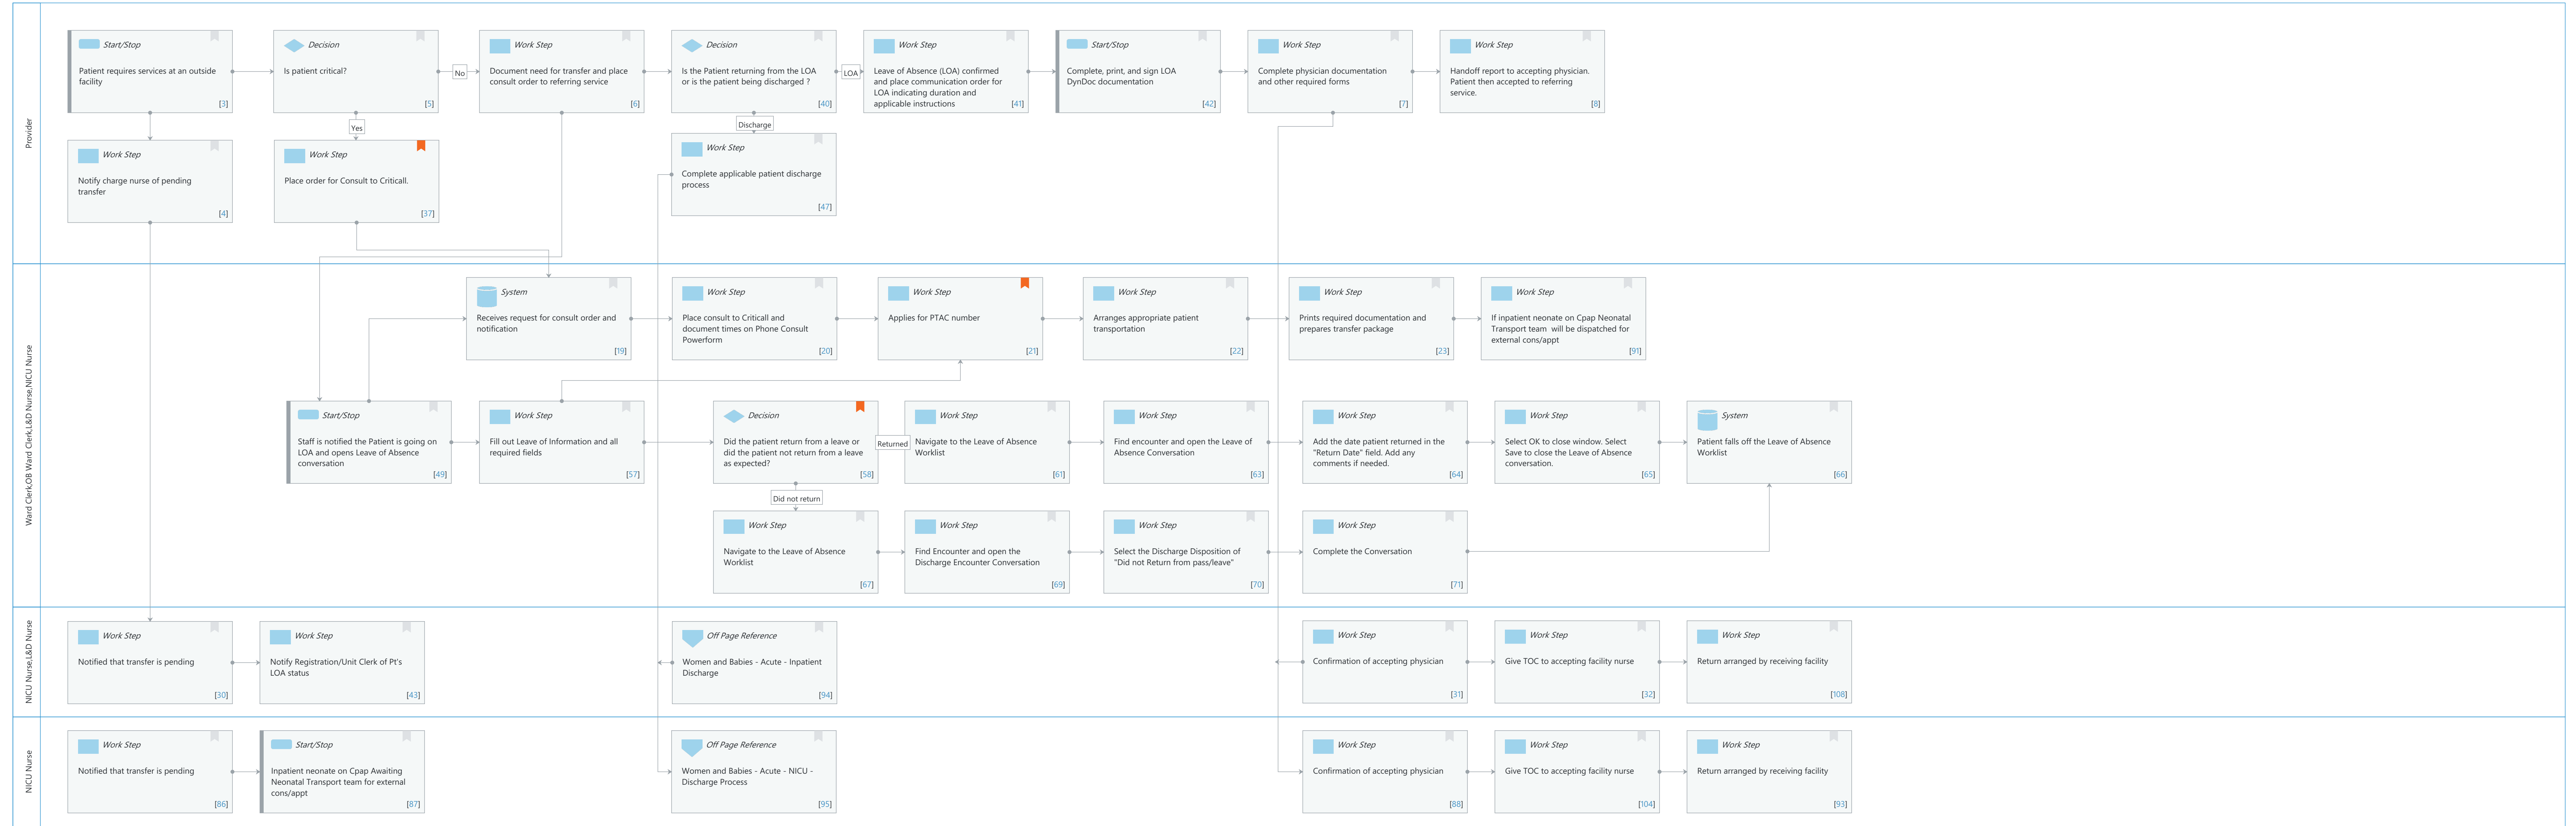 Provider
Start/Stop
Patient requires services at an outside
facility
[3]
Decision
Is patient critical?
[5]
No
Work Step
Document need for transfer and place
consult order to referring service
[6]
Decision
Is the Patient returning from the LOA
or is the patient being discharged ?
[40]
LOA
Work Step
Leave of Absence (LOA) confirmed
and place communication order for
LOA indicating duration and
applicable instructions
[41]
Start/Stop
Complete, print, and sign LOA
DynDoc documentation
[42]
Work Step
Complete physician documentation
and other required forms
[7]
Work Step
Handoff report to accepting physician.
Patient then accepted to referring
service.
[8]
Yes
Discharge
Work Step
Notify charge nurse of pending
transfer
[4]
Work Step
Place order for Consult to Criticall.
[37]
Work Step
Complete applicable patient discharge
process
[47]
Ward Clerk,OB Ward Clerk,L&D Nurse,NICU Nurse
System
Receives request for consult order and
notification
[19]
Work Step
Place consult to Criticall and
document times on Phone Consult
Powerform
[20]
Work Step
Applies for PTAC number
[21]
Work Step
Arranges appropriate patient
transportation
[22]
Work Step
Prints required documentation and
prepares transfer package
[23]
Work Step
If inpatient neonate on Cpap Neonatal
Transport team  will be dispatched for
external cons/appt
[91]
Start/Stop
Staff is notified the Patient is going on
LOA and opens Leave of Absence
conversation
[49]
Work Step
Fill out Leave of Information and all
required fields
[57]
Decision
Did the patient return from a leave or
did the patient not return from a leave
as expected?
[58]
Returned
Work Step
Navigate to the Leave of Absence
Worklist
[61]
Work Step
Find encounter and open the Leave of
Absence Conversation
[63]
Work Step
Add the date patient returned in the
"Return Date" field. Add any
comments if needed.
[64]
Work Step
Select OK to close window. Select
Save to close the Leave of Absence
conversation.
[65]
System
Patient falls off the Leave of Absence
Worklist
[66]
Did not return
Work Step
Navigate to the Leave of Absence
Worklist
[67]
Work Step
Find Encounter and open the
Discharge Encounter Conversation
[69]
Work Step
Select the Discharge Disposition of
"Did not Return from pass/leave"
[70]
Work Step
Complete the Conversation
[71]
NICU Nurse,L&D Nurse
Work Step
Notified that transfer is pending
[30]
Work Step
Notify Registration/Unit Clerk of Pt's
LOA status
[43]
Off Page Reference
Women and Babies - Acute - Inpatient
Discharge
[94]
Work Step
Confirmation of accepting physician
[31]
Work Step
Give TOC to accepting facility nurse
[32]
Work Step
Return arranged by receiving facility
[108]
NICU Nurse
Work Step
Notified that transfer is pending
[86]
Start/Stop
Inpatient neonate on Cpap Awaiting
Neonatal Transport team for external
cons/appt
[87]
Off Page Reference
Women and Babies - Acute - NICU -
Discharge Process
[95]
Work Step
Confirmation of accepting physician
[88]
Work Step
Give TOC to accepting facility nurse
[104]
Work Step
Return arranged by receiving facility
[93]